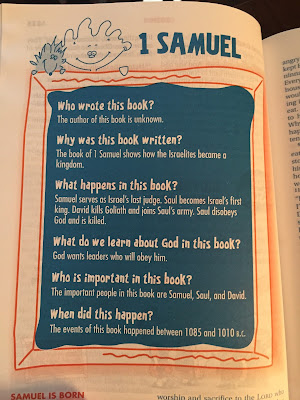 1 SAMUEL
Who wrote this book?
The author of this book is unknown.
Why was this book written?
The book of 1 Samuel shows how the Israelites became a
kingdom.
What happens in this book?
Samuel serves as Israel's last judge. Saul becomes Israel's first
king. David kills Goliath and joins Saul's army. Saul disobeys
God and is killed.
What do we learn about God in this book?
God wants leaders who will obey him.
Who is important in this book?
The important people in this book are Samuel, Saul, and David.
When did this happen?
The events of this book happened between 1085 and 1010 B.C.
SAMUEL IS BORN
worship and sacrifice to the LORD who